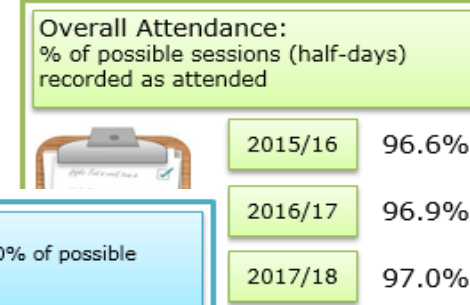 Overall Attendance:
% of possible sessions (half-days)
recorded as attended
2015/16 96.6%
2016/17 96.9%
% of possible
2017/18 97.0%